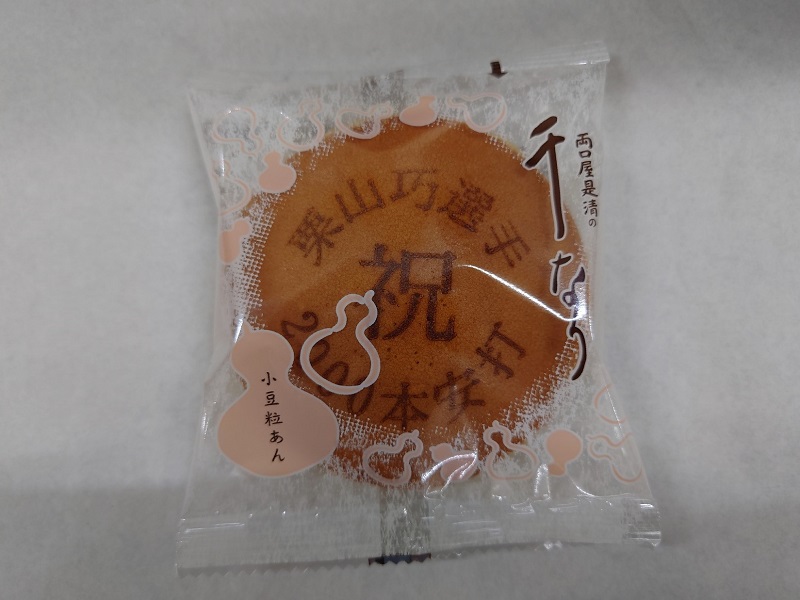 両口屋是清の
千なり
栗山巧選手
祝
2000本安打
小豆粒あん